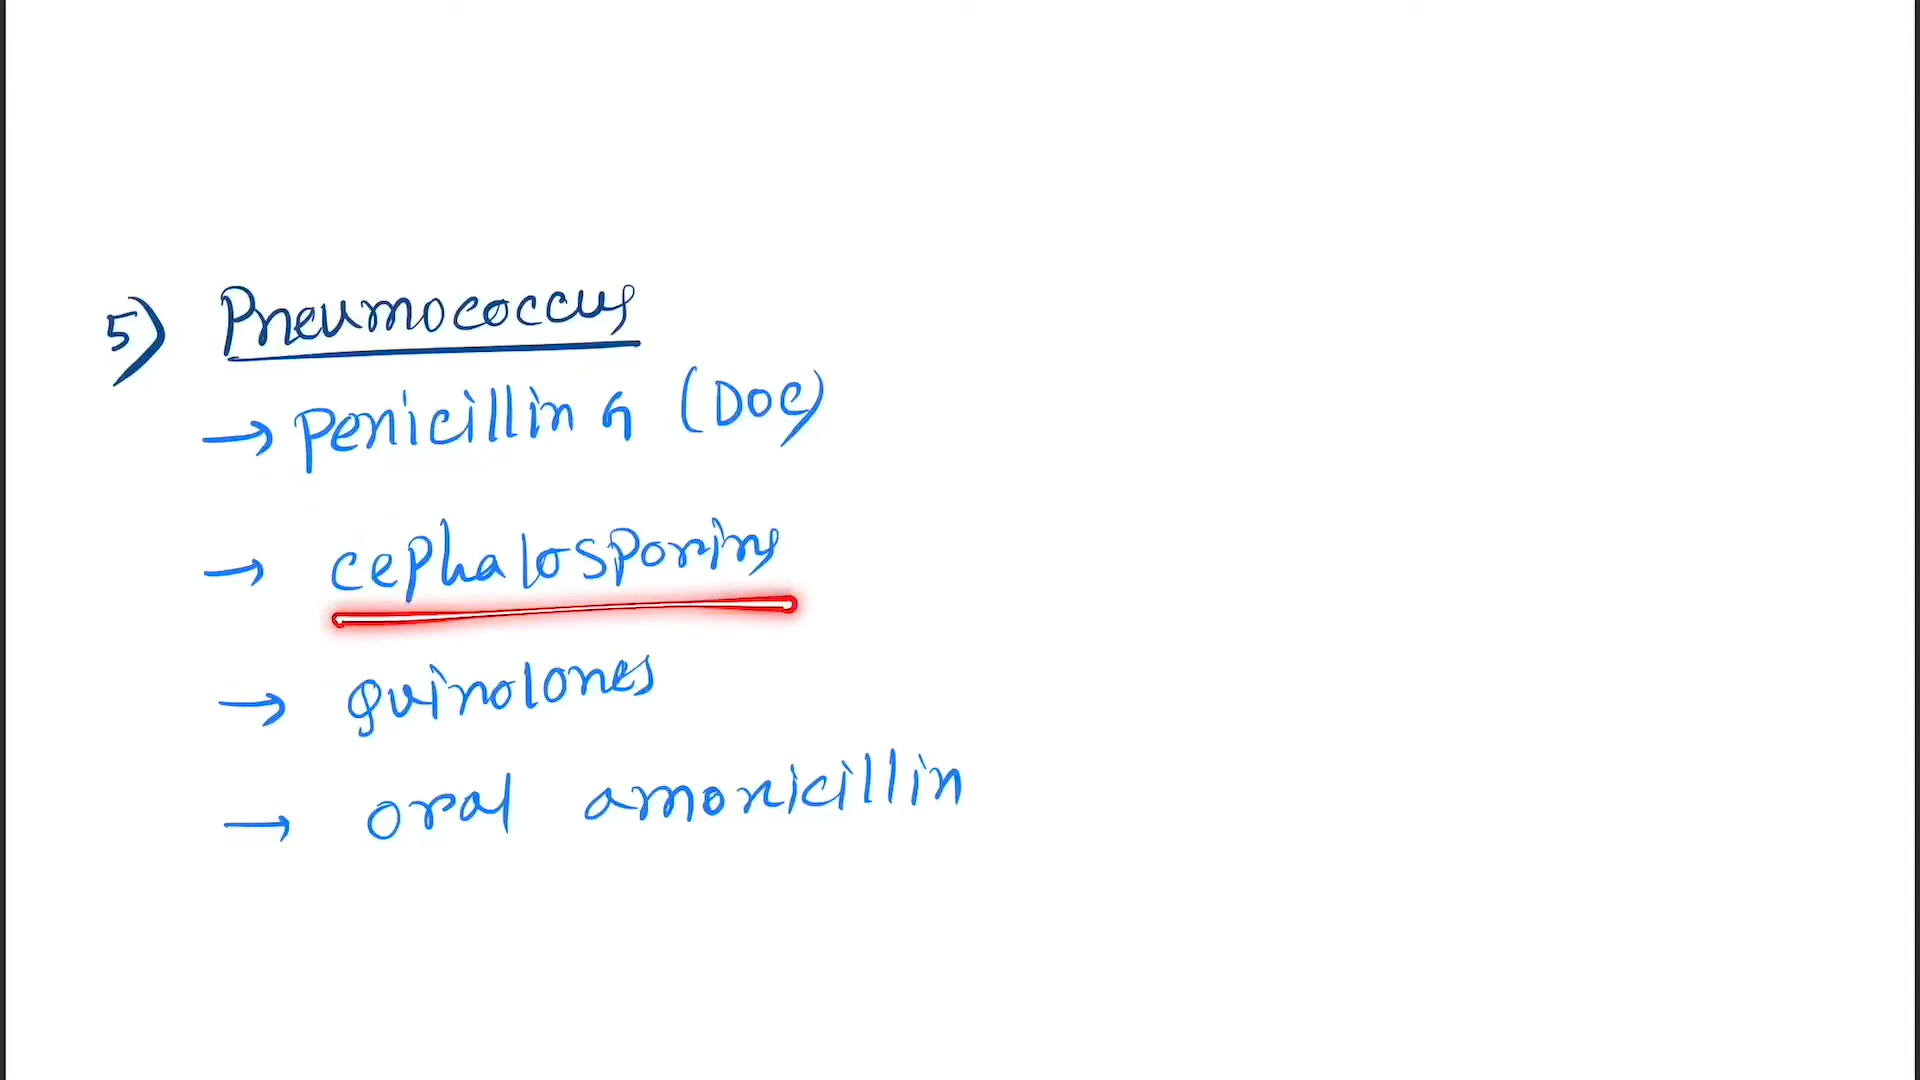 5) Pneumococcus
→ Penicillin G (DOC)
→ cephalosporins
→ quinolones
→ oral amoxicillin